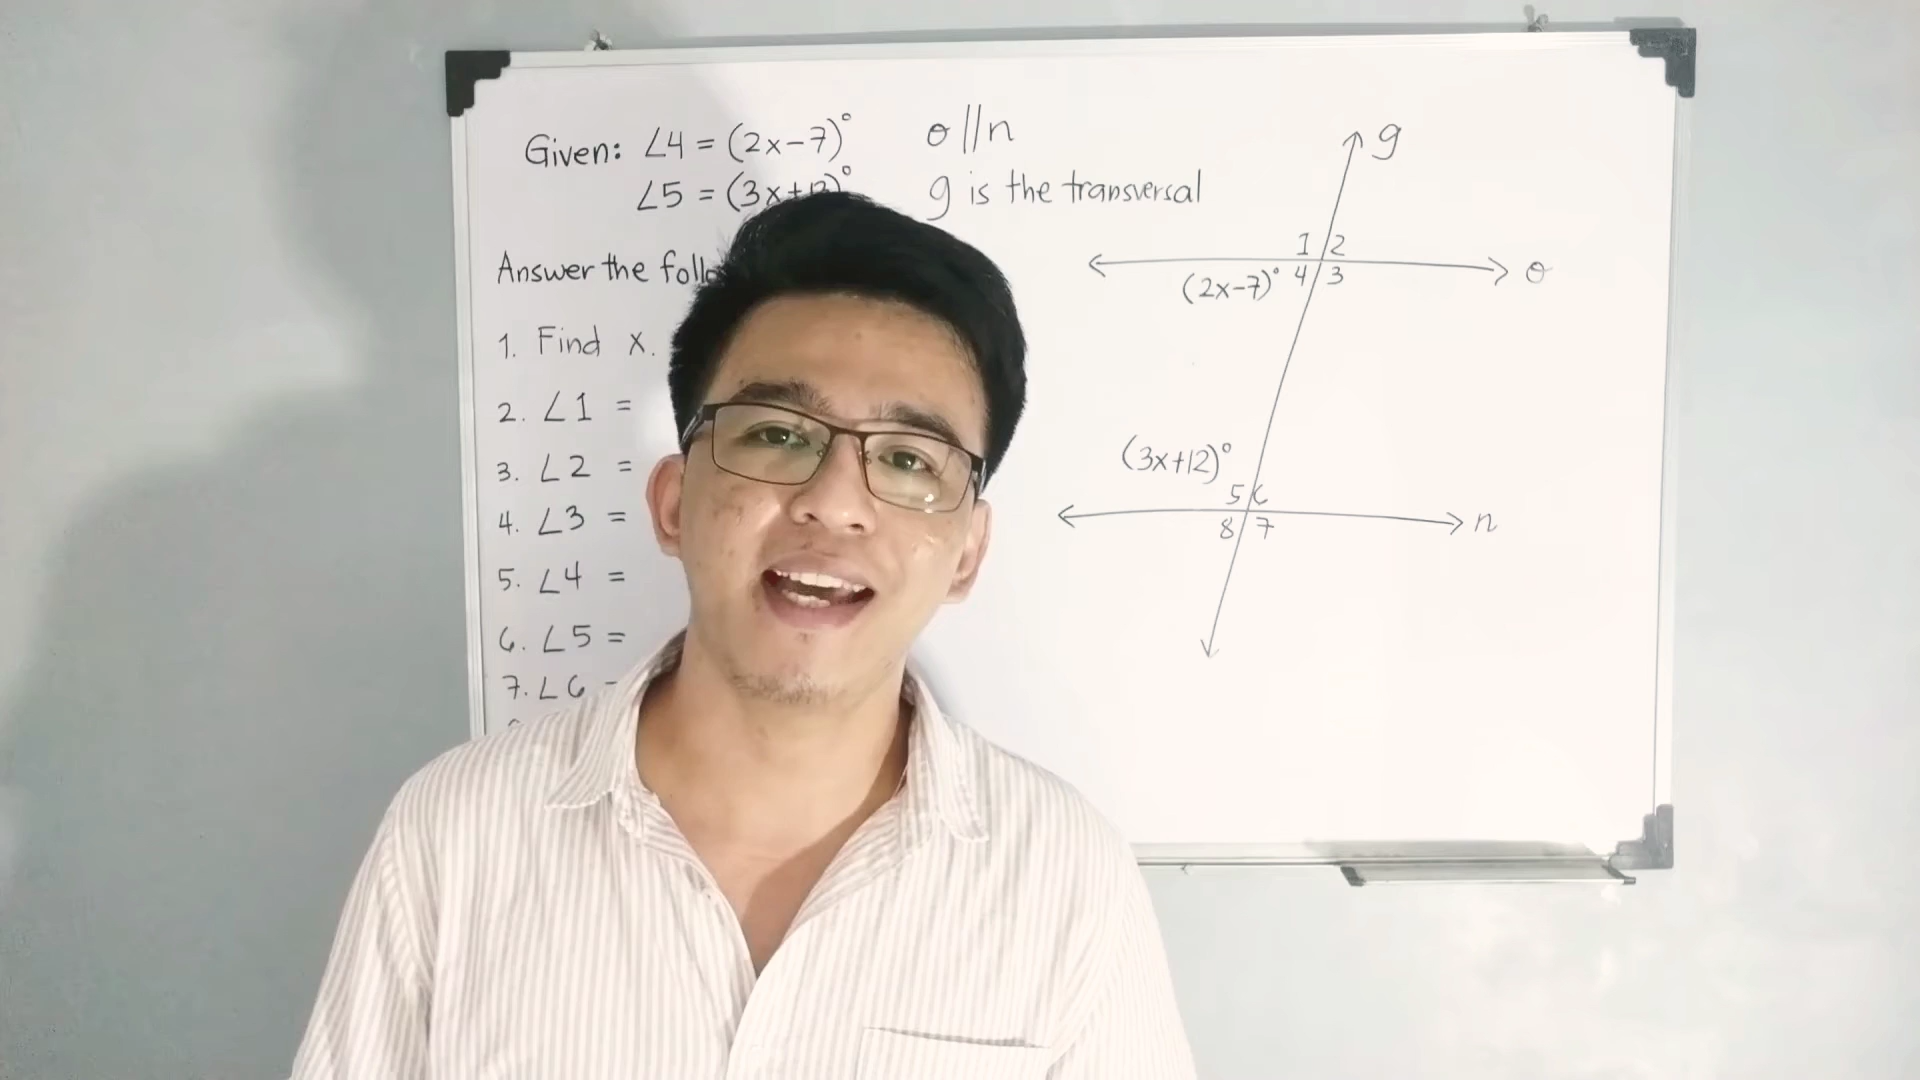 Given: ∠4 = (2x-7)°
∠5 = (3x+12)°
o || n
g is the transversal
Answer the
1. Find x.
2. ∠1 =
3. ∠2 =
4. ∠3 =
5. ∠4 =
6. ∠5 =
7. ∠6 =
g
1 2
(2x-7)° 4 3
o
(3x+12)°
5 6
8 7
n